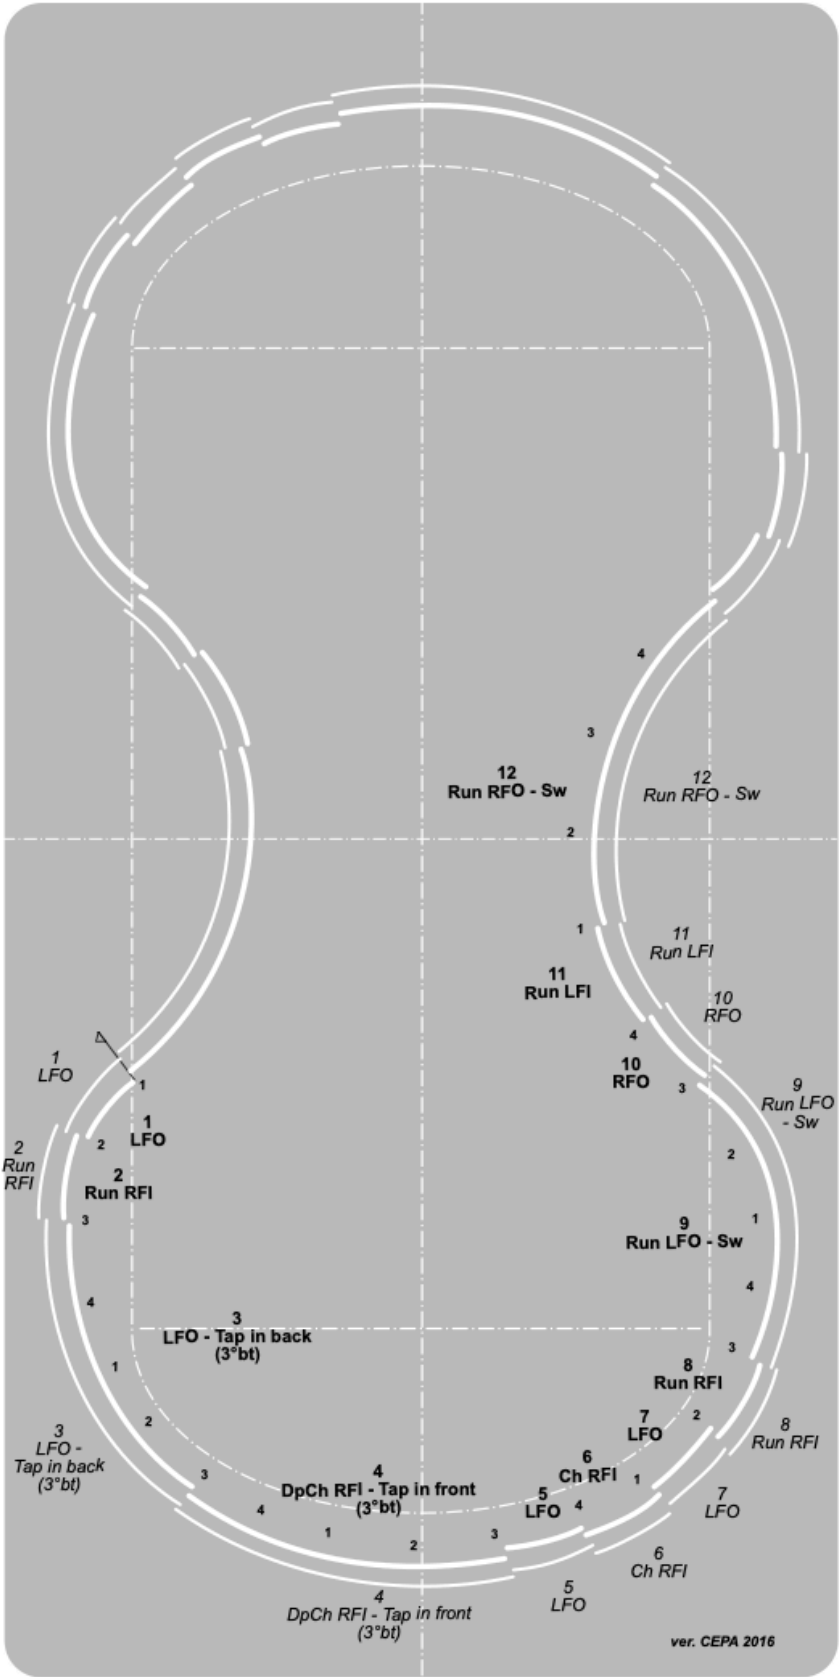 4
3
12
Run RFO - Sw
12
Run RFO - Sw
2
1
11
Run LFI
11
Run LFI
10
RFO
4
10
RFO
3
1
LFO
1
1
LFO
2
9
Run LFO
- Sw
2
Run
RFI
2
Run RFI
2
3
1
9
Run LFO - Sw
4
4
3
LFO - Tap in back
(3°bt)
3
1
8
Run RFI
2
2
7
LFO
8
Run RFI
3
LFO -
Tap in back
(3°bt)
3
4
DpCh RFI - Tap in front
(3°bt)
6
Ch RFI
1
5
LFO
4
7
LFO
4
1
2
3
6
Ch RFI
5
LFO
4
DpCh RFI - Tap in front
(3°bt)
ver. CEPA 2016